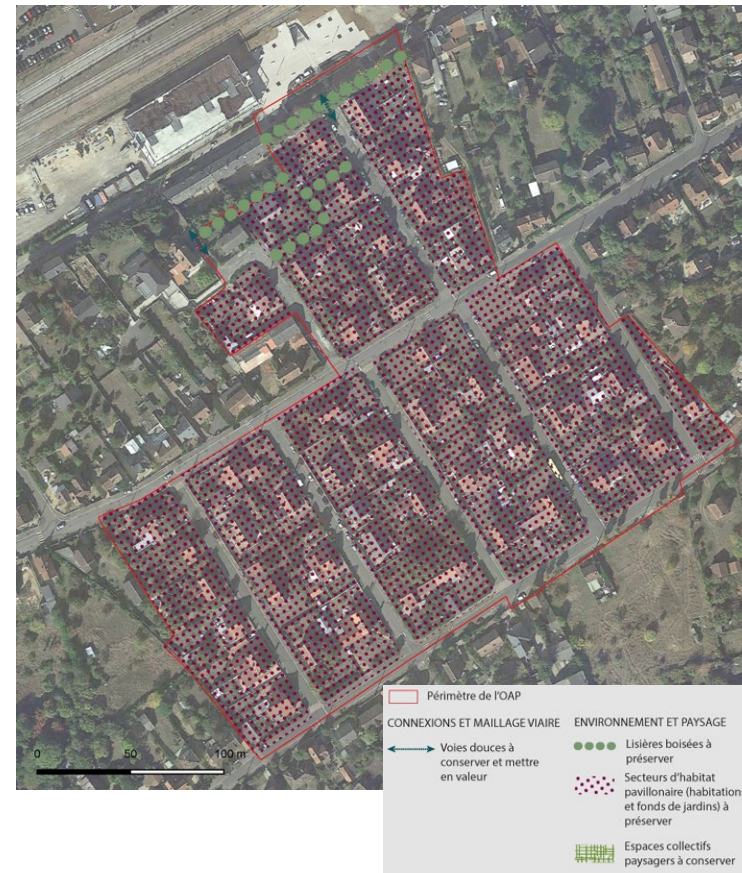 0 50 100 m
Périmètre de l'OAP
CONNEXIONS ET MAILLAGE VIAIRE
Voies douces à
conserver et mettre
en valeur
ENVIRONNEMENT ET PAYSAGE
Lisières boisées à
préserver
Secteurs d'habitat
pavillonaire (habitations
et fonds de jardins) à
préserver
Espaces collectifs
paysagers à conserver